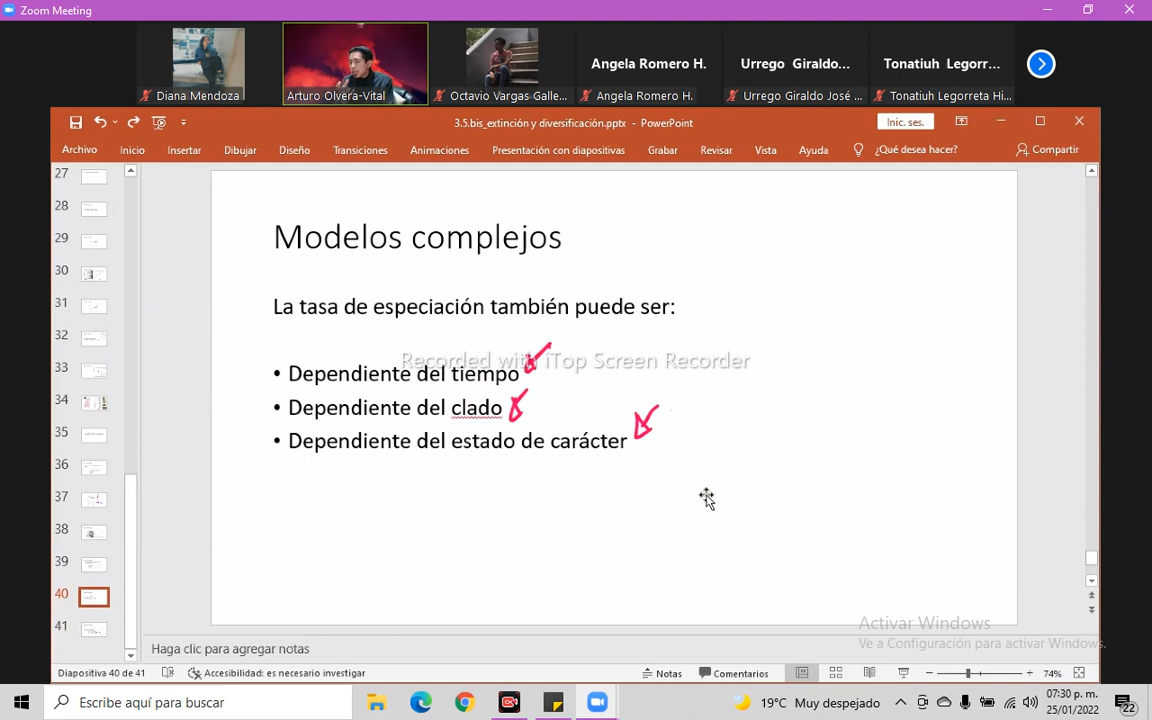 Zoom Meeting
Angela Romero H.
Urrego Giraldo...
Tonatiuh Legorr...
Diana Mendoza
Arturo Olvera-Vital
Octavio Vargas Galle...
Angela Romero H.
Urrego Giraldo José ...
Tonatiuh Legorreta Hi...
3.5.bis_extinción y diversificación.pptx - PowerPoint
Inic. ses.
Archivo Inicio Insertar Dibujar Diseño Transiciones Animaciones Presentación con diapositivas Grabar Revisar Vista Ayuda ¿Qué desea hacer? Compartir
27
28
29
30
31
32
33
34
35
36
37
38
39
40
41
Modelos complejos
La tasa de especiación también puede ser:
Recorded with iTop Screen Recorder
• Dependiente del tiempo
• Dependiente del clado
• Dependiente del estado de carácter
Activar Windows
Ve a Configuración para activar Windows.
Haga clic para agregar notas
Diapositiva 40 de 41 Accesibilidad: es necesario investigar Notas Comentarios 74%
Escribe aquí para buscar
19°C Muy despejado
07:30 p. m.
25/01/2022
22